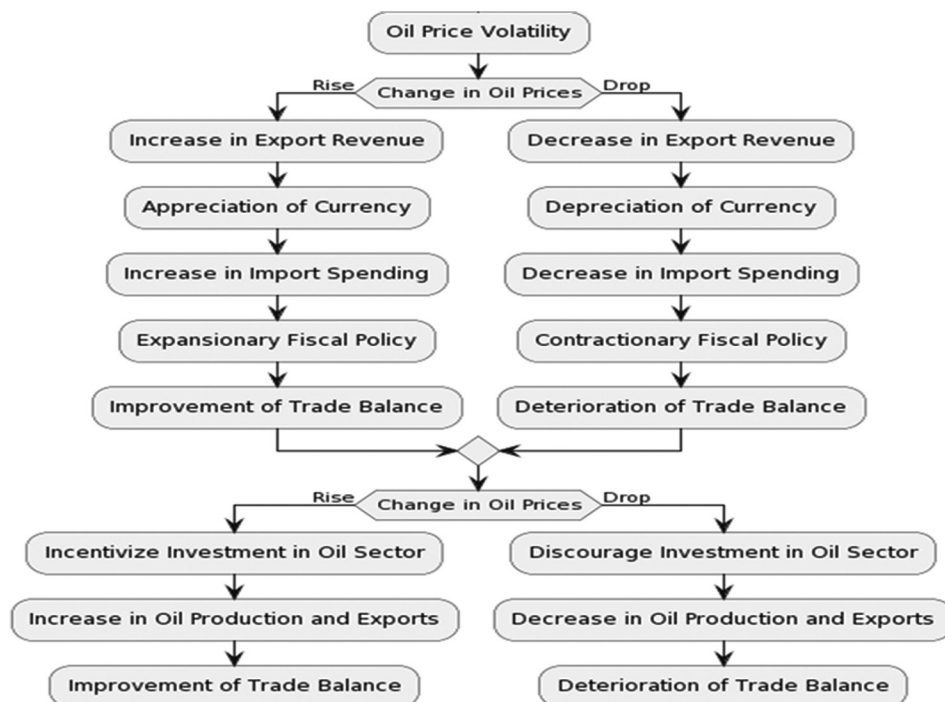 Oil Price Volatility
Rise
Change in Oil Prices
Drop
Increase in Export Revenue
Decrease in Export Revenue
Appreciation of Currency
Depreciation of Currency
Increase in Import Spending
Decrease in Import Spending
Expansionary Fiscal Policy
Contractionary Fiscal Policy
Improvement of Trade Balance
Deterioration of Trade Balance
Rise
Change in Oil Prices
Drop
Incentivize Investment in Oil Sector
Discourage Investment in Oil Sector
Increase in Oil Production and Exports
Decrease in Oil Production and Exports
Improvement of Trade Balance
Deterioration of Trade Balance